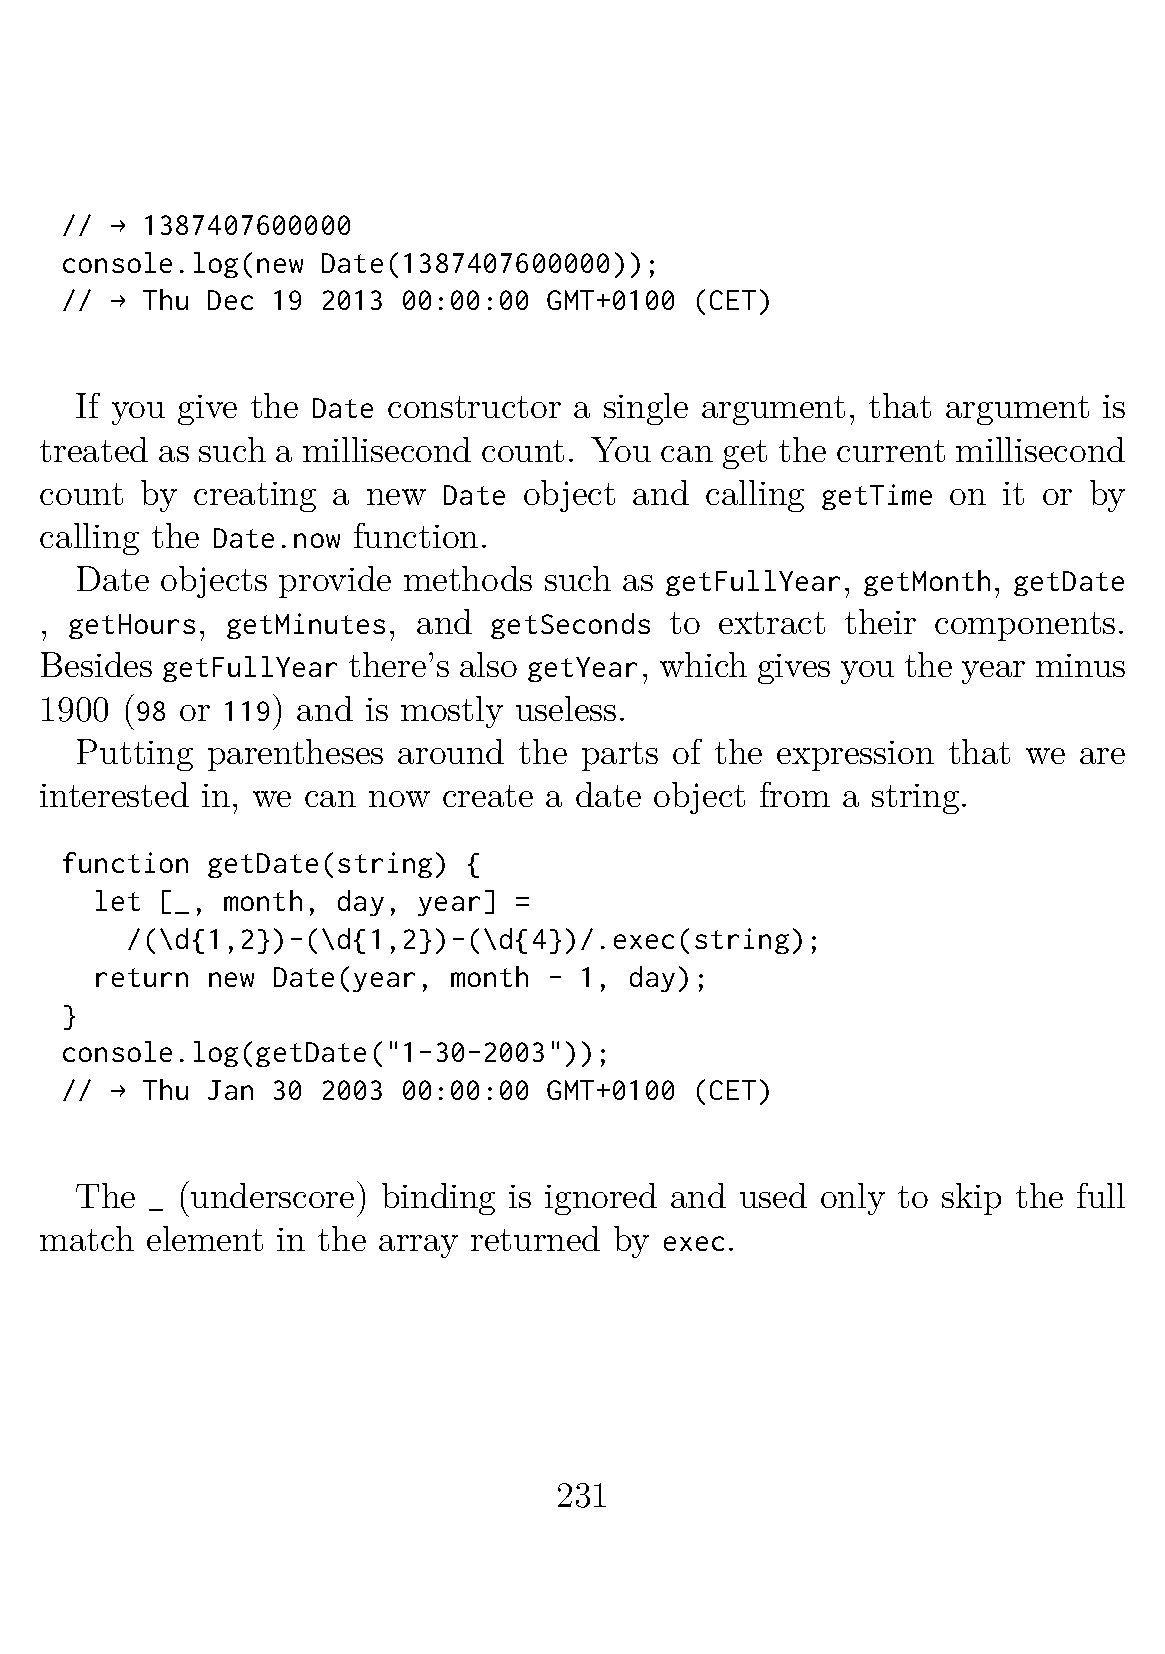 // → 1387407600000
console.log(new Date(1387407600000));
// → Thu Dec 19 2013 00:00:00 GMT+0100 (CET)
If you give the Date constructor a single argument, that argument is
treated as such a millisecond count. You can get the current millisecond
count by creating a new Date object and calling getTime on it or by
calling the Date.now function.
Date objects provide methods such as getFullYear, getMonth, getDate
, getHours, getMinutes, and getSeconds to extract their components.
Besides getFullYear there’s also getYear, which gives you the year minus
1900 (98 or 119) and is mostly useless.
Putting parentheses around the parts of the expression that we are
interested in, we can now create a date object from a string.
function getDate(string) {
  let [_, month, day, year] =
    /(\d{1,2})-(\d{1,2})-(\d{4})/.exec(string);
  return new Date(year, month - 1, day);
}
console.log(getDate("1-30-2003"));
// → Thu Jan 30 2003 00:00:00 GMT+0100 (CET)
The _ (underscore) binding is ignored and used only to skip the full
match element in the array returned by exec.
231